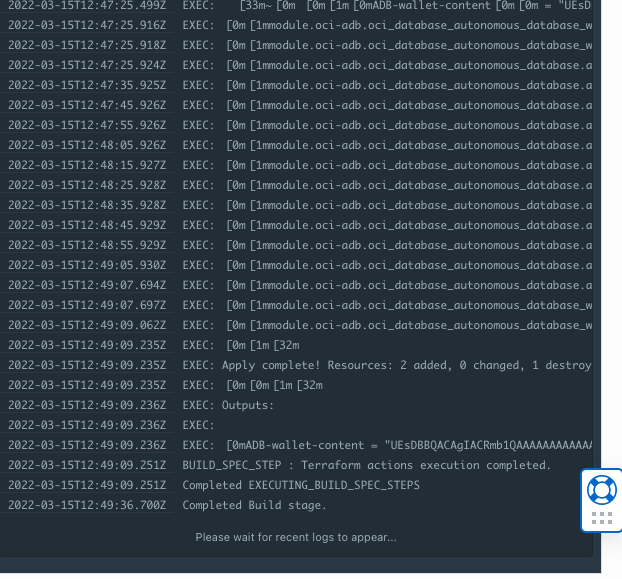 2022-03-15T12:47:25.499Z EXEC: [33m~ [0m [0m [1m [0mADB-wallet-content [0m [0m = "UEsD
2022-03-15T12:47:25.916Z EXEC: [0m [1mmodule.oci-adb.oci_database_autonomous_database_w
2022-03-15T12:47:25.918Z EXEC: [0m [1mmodule.oci-adb.oci_database_autonomous_database_w
2022-03-15T12:47:25.924Z EXEC: [0m [1mmodule.oci-adb.oci_database_autonomous_database.a
2022-03-15T12:47:35.925Z EXEC: [0m [1mmodule.oci-adb.oci_database_autonomous_database.a
2022-03-15T12:47:45.926Z EXEC: [0m [1mmodule.oci-adb.oci_database_autonomous_database.a
2022-03-15T12:47:55.926Z EXEC: [0m [1mmodule.oci-adb.oci_database_autonomous_database.a
2022-03-15T12:48:05.926Z EXEC: [0m [1mmodule.oci-adb.oci_database_autonomous_database.a
2022-03-15T12:48:15.927Z EXEC: [0m [1mmodule.oci-adb.oci_database_autonomous_database.a
2022-03-15T12:48:25.928Z EXEC: [0m [1mmodule.oci-adb.oci_database_autonomous_database.a
2022-03-15T12:48:35.928Z EXEC: [0m [1mmodule.oci-adb.oci_database_autonomous_database.a
2022-03-15T12:48:45.929Z EXEC: [0m [1mmodule.oci-adb.oci_database_autonomous_database.a
2022-03-15T12:48:55.929Z EXEC: [0m [1mmodule.oci-adb.oci_database_autonomous_database.a
2022-03-15T12:49:05.930Z EXEC: [0m [1mmodule.oci-adb.oci_database_autonomous_database.a
2022-03-15T12:49:07.694Z EXEC: [0m [1mmodule.oci-adb.oci_database_autonomous_database.a
2022-03-15T12:49:07.697Z EXEC: [0m [1mmodule.oci-adb.oci_database_autonomous_database_w
2022-03-15T12:49:09.062Z EXEC: [0m [1mmodule.oci-adb.oci_database_autonomous_database_w
2022-03-15T12:49:09.235Z EXEC: [0m [1m [32m
2022-03-15T12:49:09.235Z EXEC: Apply complete! Resources: 2 added, 0 changed, 1 destroy
2022-03-15T12:49:09.235Z EXEC: [0m [0m [1m [32m
2022-03-15T12:49:09.236Z EXEC: Outputs:
2022-03-15T12:49:09.236Z EXEC:
2022-03-15T12:49:09.236Z EXEC: [0mADB-wallet-content = "UEsDBBQACAgIACRmb1QAAAAAAAAAAA
2022-03-15T12:49:09.251Z BUILD_SPEC_STEP : Terraform actions execution completed.
2022-03-15T12:49:09.251Z Completed EXECUTING_BUILD_SPEC_STEPS
2022-03-15T12:49:36.700Z Completed Build stage.
Please wait for recent logs to appear...